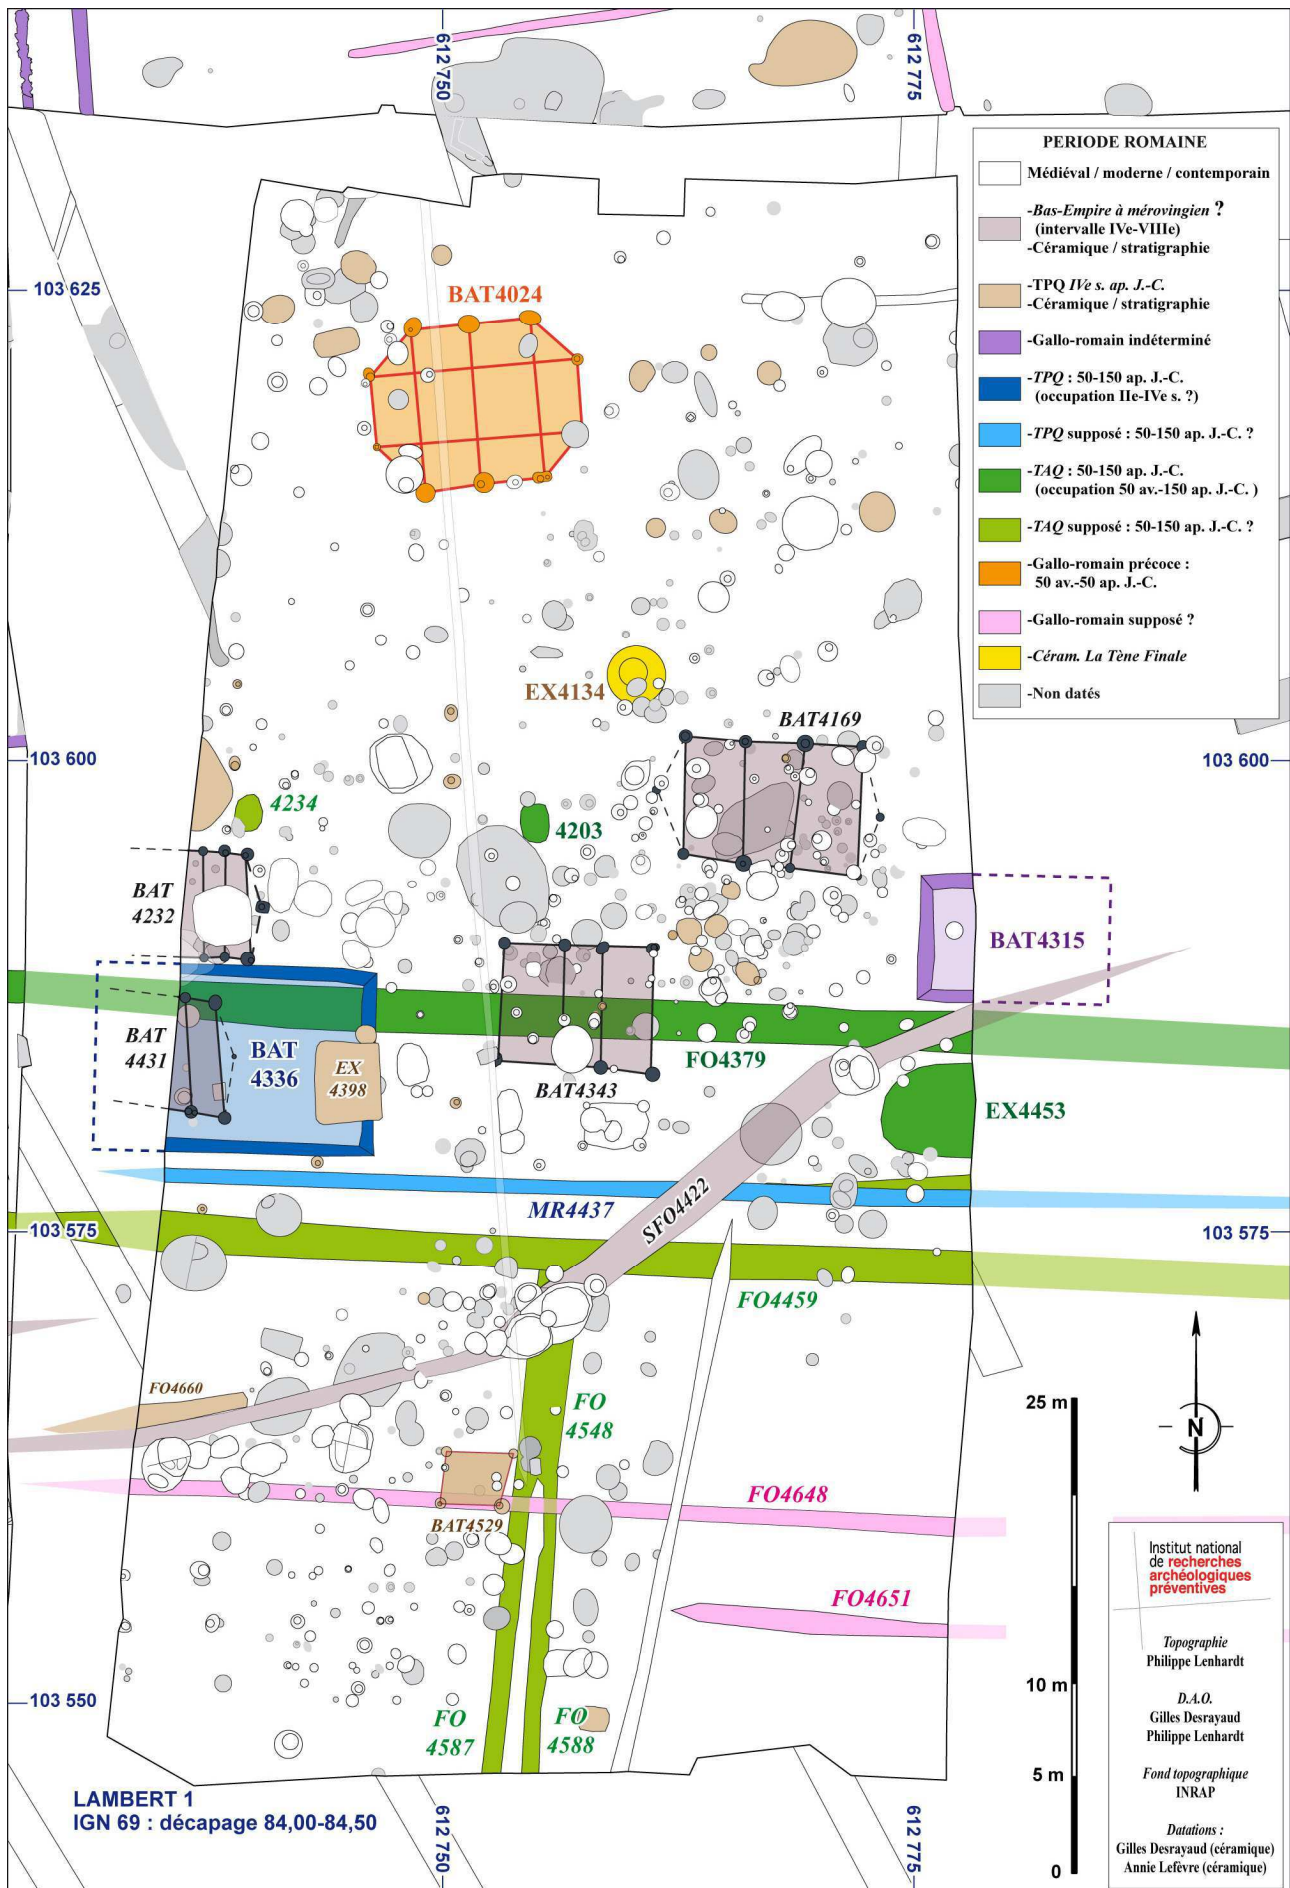 612 750
612 775
PERIODE ROMAINE
Médiéval / moderne / contemporain
-Bas-Empire à mérovingien ?
(intervalle IVe-VIIIe)
-Céramique / stratigraphie
-TPQ IVe s. ap. J.-C.
-Céramique / stratigraphie
-Gallo-romain indéterminé
-TPQ : 50-150 ap. J.-C.
(occupation IIe-IVe s. ?)
-TPQ supposé : 50-150 ap. J.-C. ?
-TAQ : 50-150 ap. J.-C.
(occupation 50 av.-150 ap. J.-C. )
-TAQ supposé : 50-150 ap. J.-C. ?
-Gallo-romain précoce :
50 av.-50 ap. J.-C.
-Gallo-romain supposé ?
-Céram. La Tène Finale
-Non datés
103 625
BAT4024
EX4134
BAT4169
103 600
103 600
4234
4203
BAT
4232
BAT4315
BAT
4431
BAT
4336
EX
4398
BAT4343
FO4379
EX4453
MR4437
SFO4422
103 575
103 575
FO4459
FO4660
FO
4548
25 m
N
BAT4529
FO4648
FO4651
Institut national
de recherches
archéologiques
préventives
Topographie
Philippe Lenhardt
D.A.O.
Gilles Desrayaud
Philippe Lenhardt
Fond topographique
INRAP
Datations :
Gilles Desrayaud (céramique)
Annie Lefèvre (céramique)
10 m
5 m
0
103 550
FO
4587
FO
4588
LAMBERT 1
IGN 69 : décapage 84,00-84,50
612 750
612 775